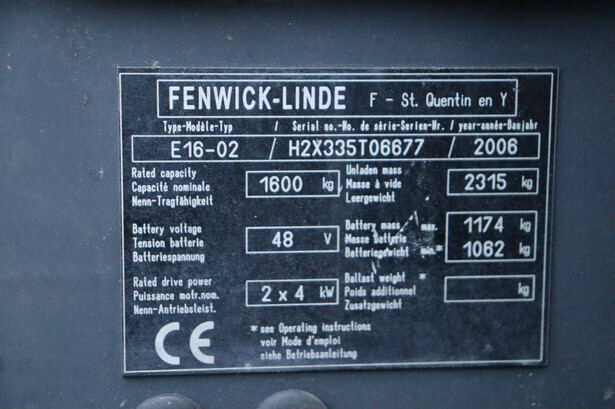 FENWICK-LINDE F - St. Quentin en Y
Type-Modèle-Typ / Serial no.-No. de série-Serien-Nr. / year-année-Baujahr
E16-02 / H2X335T06677 / 2006
Rated capacity
Capacité nominale
Nenn-Tragfähigkeit
1600 kg
Unladen mass
Masse à vide
Leergewicht
2315 kg
Battery voltage
Tension batterie
Batteriespannung
48 V
Battery mass max.
Masse Batterie
Batteriegewicht min.*
1174 kg
1062 kg
Rated drive power
Puissance motr.nom.
Nenn-Antriebsleist.
2 x 4 kW
Ballast weight *
Poids additionnel
Zusatzgewicht
kg
CE
* see Operating instructions
voir Mode d'emploi
siehe Betriebsanleitung